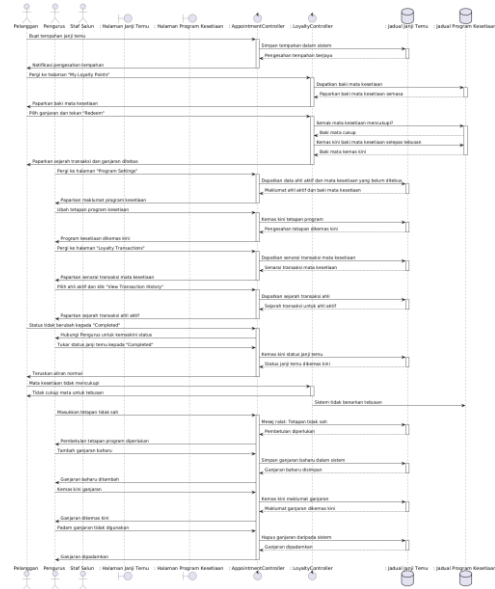 Pelanggan Pengurus Staf Salun : Halaman Janji Temu : Halaman Program Kesetiaan : AppointmentController : LoyaltyController : Jadual Janji Temu : Jadual Program Kesetiaan
Buat tempahan janji temu
Simpan tempahan dalam sistem
Pengesahan tempahan berjaya
Notifikasi pengesahan tempahan
Pergi ke halaman "My Loyalty Points"
Dapatkan baki mata kesetiaan
Paparkan baki mata kesetiaan semasa
Paparkan baki mata kesetiaan
Pilih ganjaran dan tekan "Redeem"
Semak mata kesetiaan mencukupi?
Baki mata cukup
Kemas kini baki mata kesetiaan selepas tebusan
Baki mata kemas kini
Paparkan sejarah transaksi dan ganjaran ditebus
Pergi ke halaman "Program Settings"
Dapatkan data ahli aktif dan mata kesetiaan yang belum ditebus
Maklumat ahli aktif dan baki mata kesetiaan
Paparkan maklumat program kesetiaan
Ubah tetapan program kesetiaan
Kemas kini tetapan program
Pengesahan tetapan dikemas kini
Program kesetiaan dikemas kini
Pergi ke halaman "Loyalty Transactions"
Dapatkan senarai transaksi mata kesetiaan
Senarai transaksi mata kesetiaan
Paparkan senarai transaksi mata kesetiaan
Pilih ahli aktif dan klik "View Transaction History"
Dapatkan sejarah transaksi ahli
Sejarah transaksi untuk ahli aktif
Paparkan sejarah transaksi ahli aktif
Status tidak berubah kepada "Completed"
Hubungi Pengurus untuk kemaskini status
Tukar status janji temu kepada "Completed"
Kemas kini status janji temu
Status janji temu dikemas kini
Teruskan aliran normal
Mata kesetiaan tidak mencukupi
Tidak cukup mata untuk tebusan
Sistem tidak benarkan tebusan
Masukkan tetapan tidak sah
Mesej ralat: Tetapan tidak sah
Pembetulan diperlukan
Pembetulan tetapan program diperlukan
Tambah ganjaran baharu
Simpan ganjaran baharu dalam sistem
Ganjaran baharu disimpan
Ganjaran baharu ditambah
Kemas kini ganjaran
Kemas kini maklumat ganjaran
Maklumat ganjaran dikemas kini
Ganjaran dikemas kini
Padam ganjaran tidak digunakan
Hapus ganjaran daripada sistem
Ganjaran dipadamkan
Ganjaran dipadamkan
Pelanggan Pengurus Staf Salun : Halaman Janji Temu : Halaman Program Kesetiaan : AppointmentController : LoyaltyController : Jadual Janji Temu : Jadual Program Kesetiaan